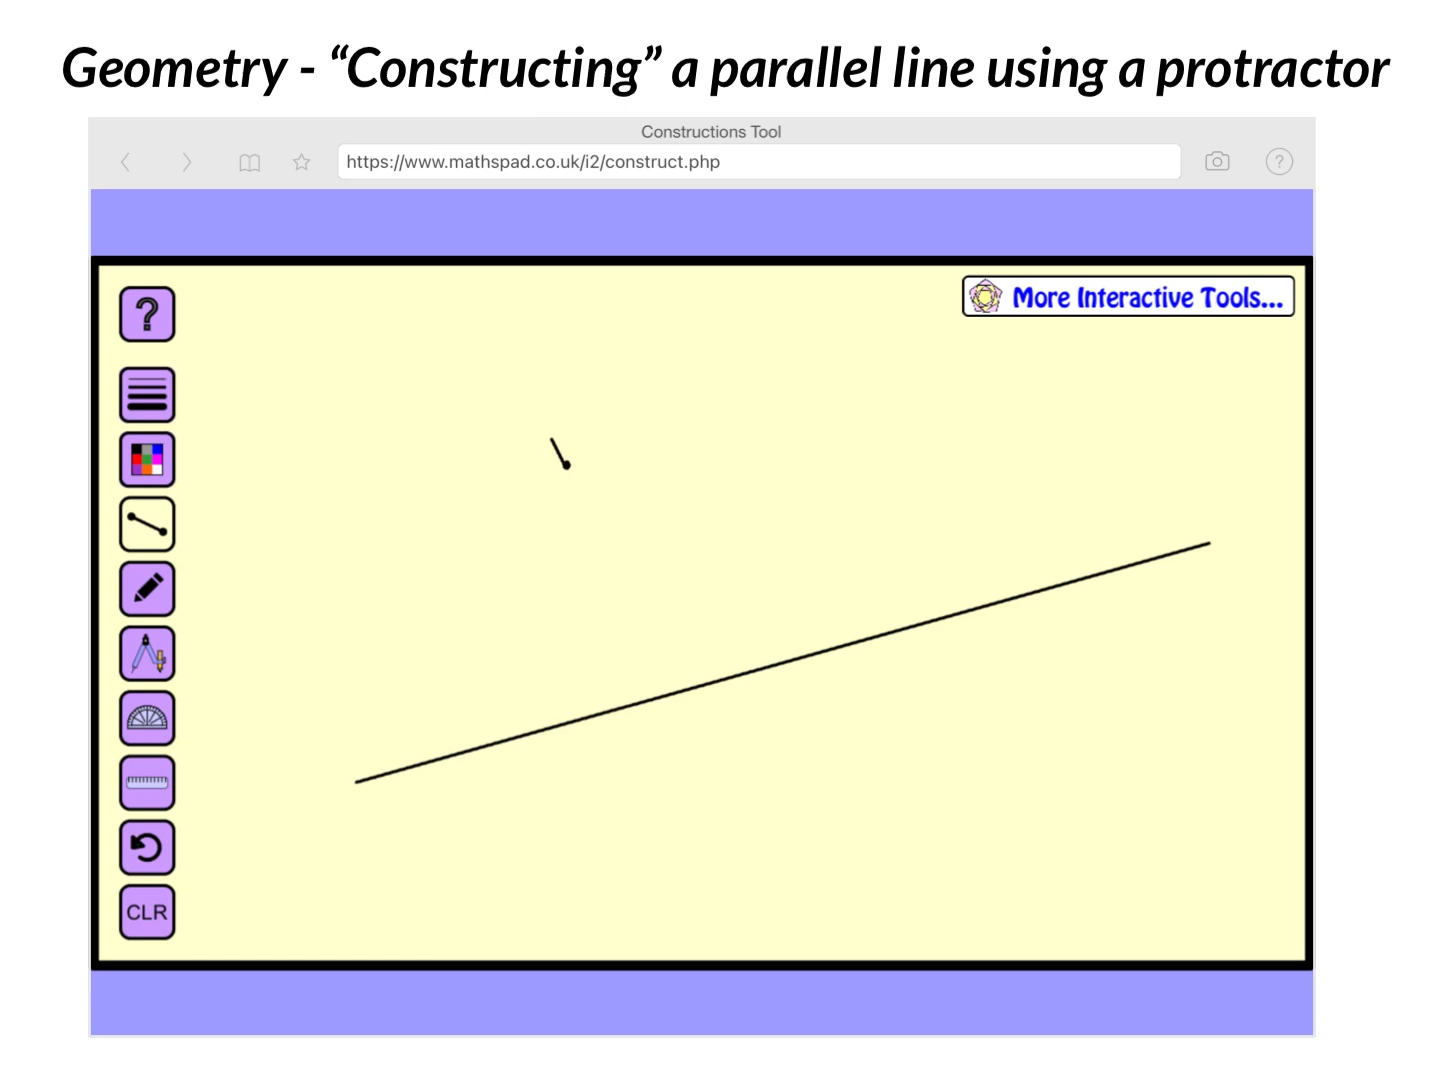 Geometry - “Constructing” a parallel line using a protractor
Constructions Tool
https://www.mathspad.co.uk/i2/construct.php
?
More Interactive Tools...
?
CLR